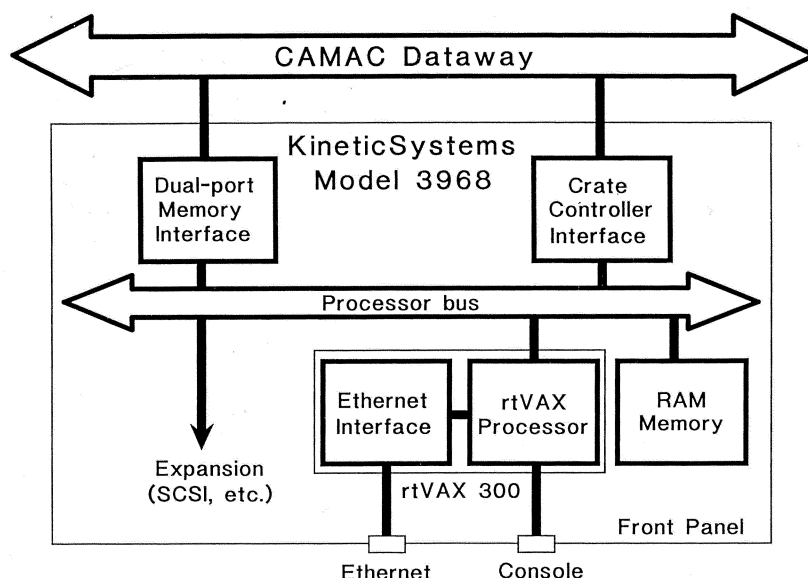 CAMAC Dataway
KineticSystems
Model 3968
Dual-port
Memory
Interface
Crate
Controller
Interface
Processor bus
Ethernet
Interface
rtVAX
Processor
RAM
Memory
Expansion
(SCSI, etc.)
rtVAX 300
Front Panel
Ethernet
Console